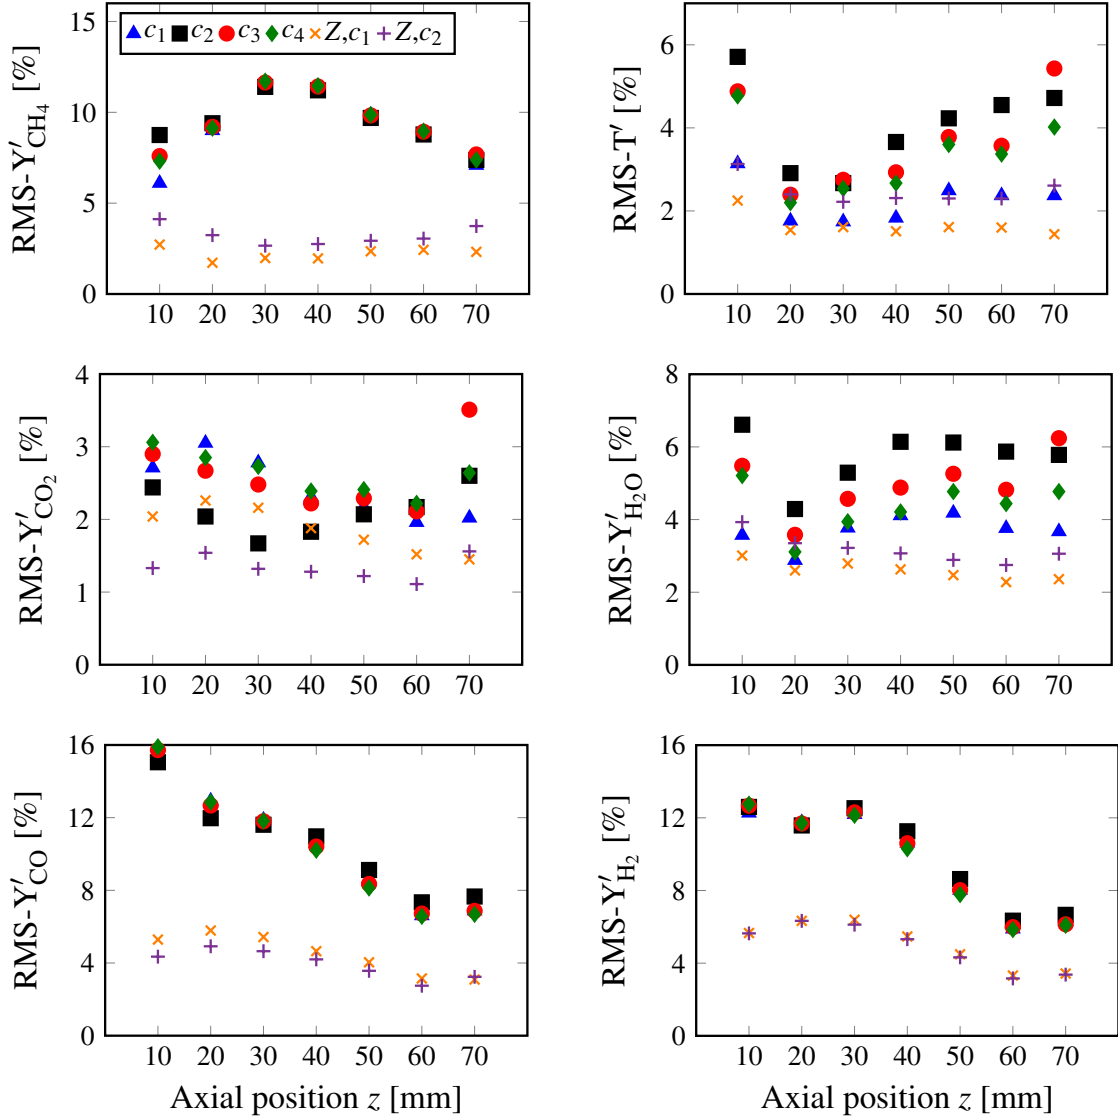 RMS-Y′CH4 [%]
15
10
5
0
c1 c2 c3 c4 Z,c1 Z,c2
10 20 30 40 50 60 70
RMS-T′ [%]
6
4
2
0
10 20 30 40 50 60 70
RMS-Y′CO2 [%]
4
3
2
1
0
10 20 30 40 50 60 70
RMS-Y′H2O [%]
8
6
4
2
0
10 20 30 40 50 60 70
RMS-Y′CO [%]
16
12
8
4
0
10 20 30 40 50 60 70
Axial position z [mm]
RMS-Y′H2 [%]
16
12
8
4
0
10 20 30 40 50 60 70
Axial position z [mm]